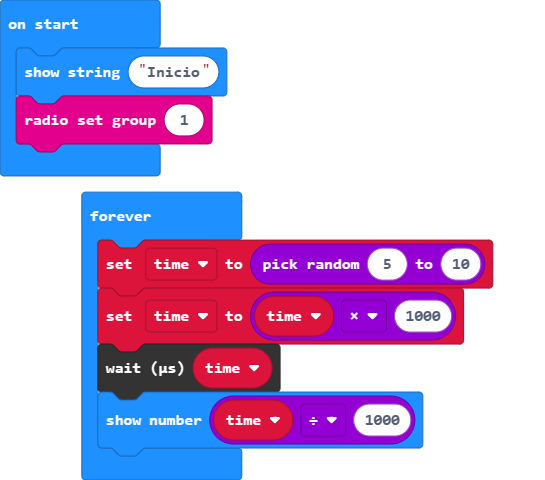 on start
show string "Inicio"
radio set group 1
forever
set time to pick random 5 to 10
set time to time × 1000
wait (µs) time
show number time ÷ 1000